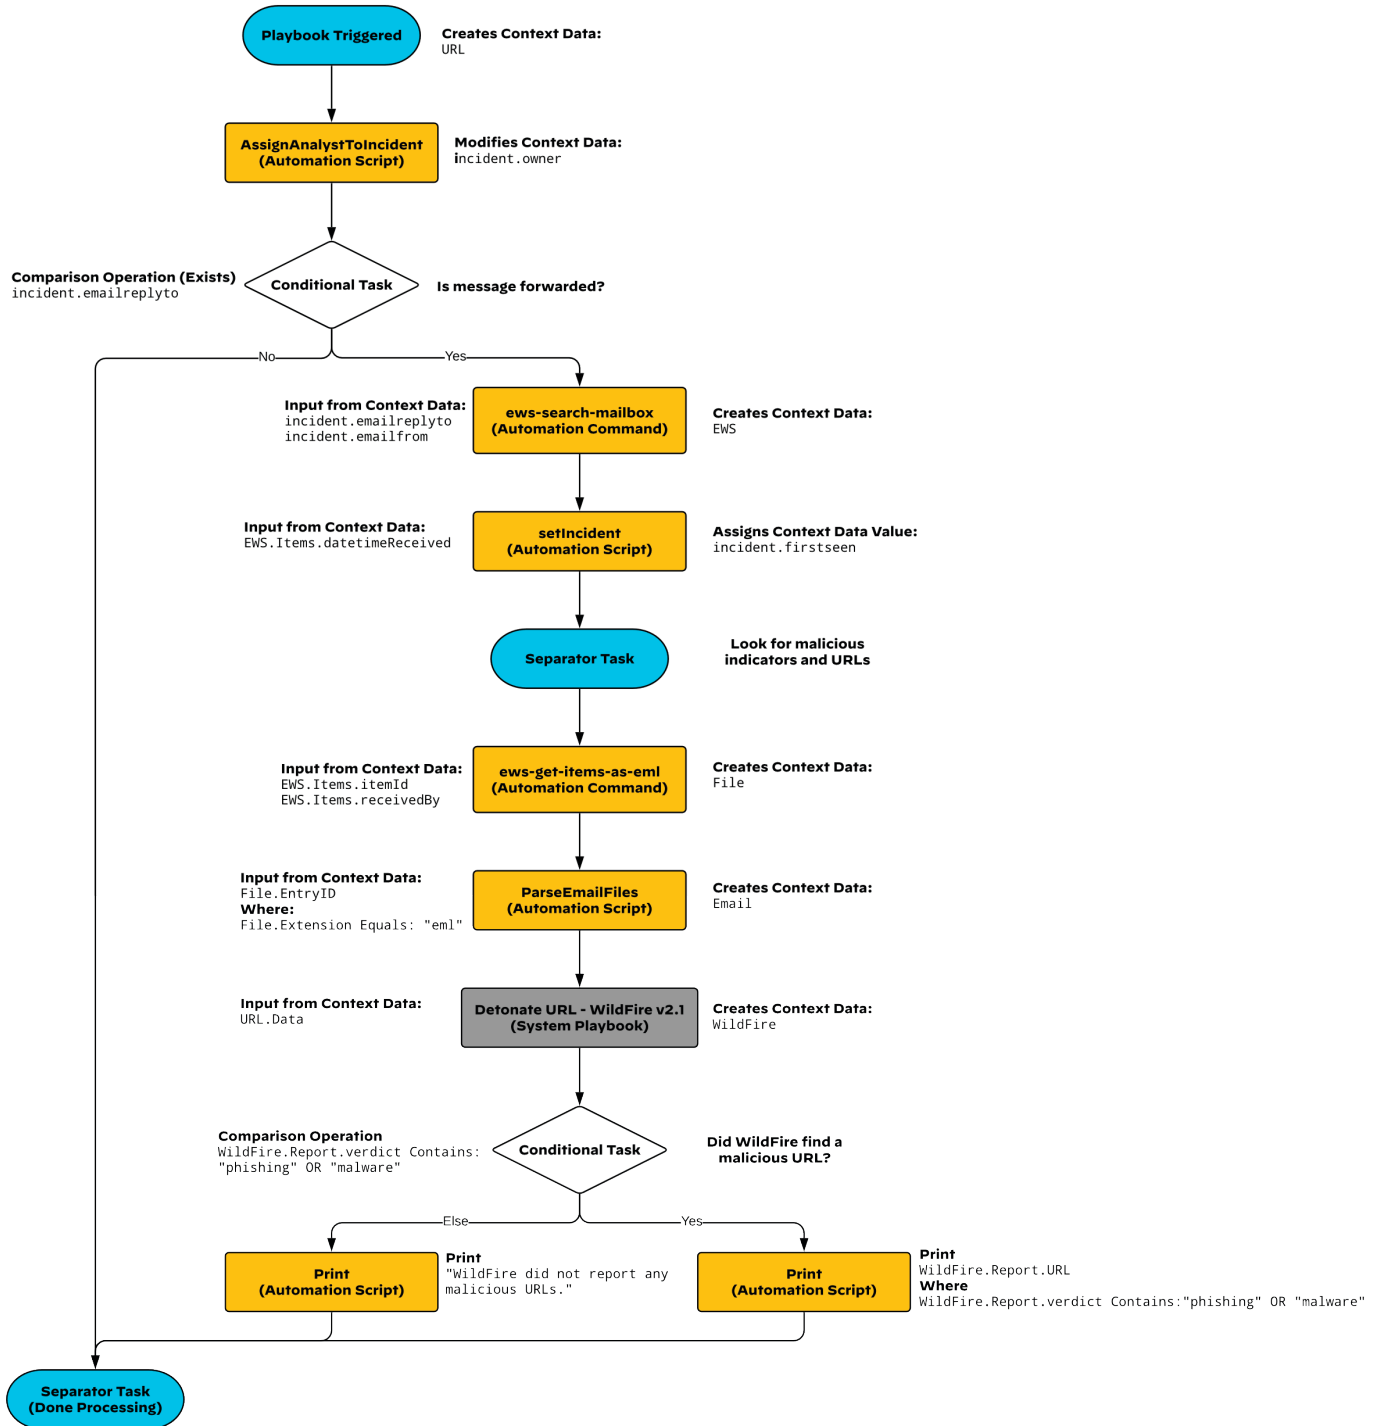 Playbook Triggered
Creates Context Data:
URL
AssignAnalystToIncident
(Automation Script)
Modifies Context Data:
incident.owner
Comparison Operation (Exists)
incident.emailreplyto
Conditional Task
Is message forwarded?
No
Yes
Input from Context Data:
incident.emailreplyto
incident.emailfrom
ews-search-mailbox
(Automation Command)
Creates Context Data:
EWS
Input from Context Data:
EWS.Items.datetimeReceived
setIncident
(Automation Script)
Assigns Context Data Value:
incident.firstseen
Separator Task
Look for malicious
indicators and URLs
Input from Context Data:
EWS.Items.itemId
EWS.Items.receivedBy
ews-get-items-as-eml
(Automation Command)
Creates Context Data:
File
Input from Context Data:
File.EntryID
Where:
File.Extension Equals: "eml"
ParseEmailFiles
(Automation Script)
Creates Context Data:
Email
Input from Context Data:
URL.Data
Detonate URL - WildFire v2.1
(System Playbook)
Creates Context Data:
WildFire
Comparison Operation
WildFire.Report.verdict Contains:
"phishing" OR "malware"
Conditional Task
Did WildFire find a
malicious URL?
Else
Yes
Print
(Automation Script)
Print
"WildFire did not report any
malicious URLs."
Print
(Automation Script)
Print
WildFire.Report.URL
Where
WildFire.Report.verdict Contains:"phishing" OR "malware"
Separator Task
(Done Processing)